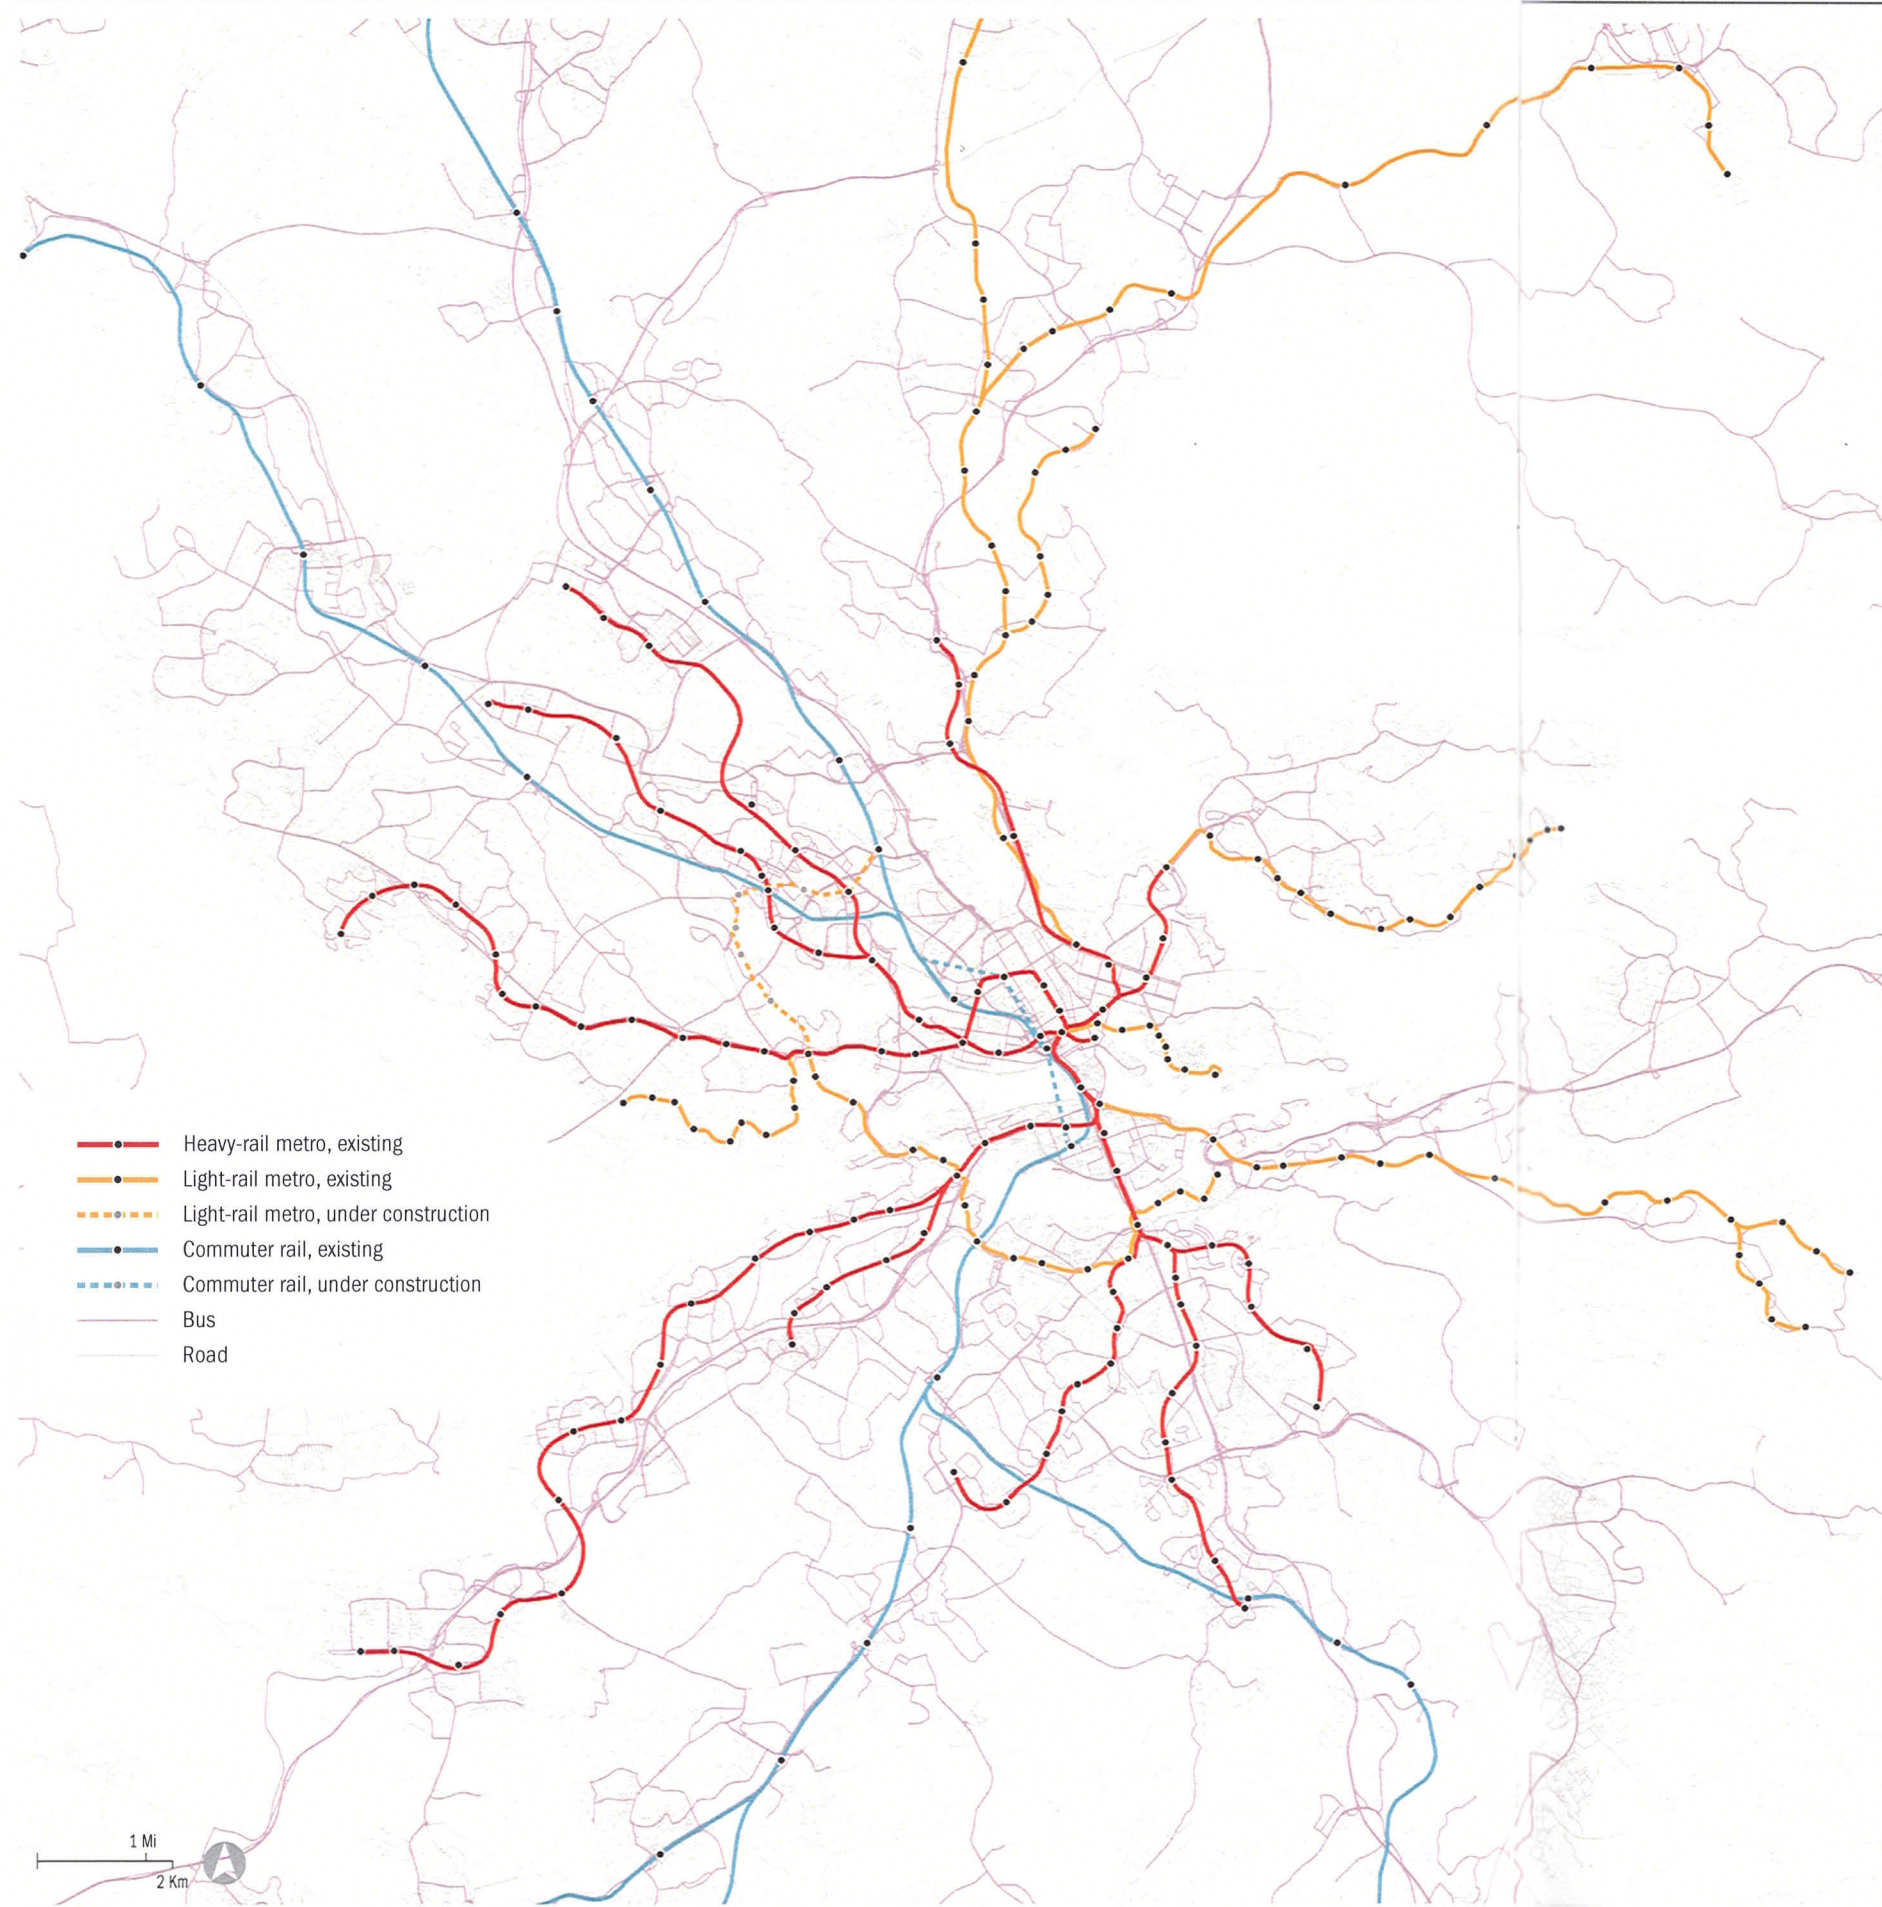 Heavy-rail metro, existing
Light-rail metro, existing
Light-rail metro, under construction
Commuter rail, existing
Commuter rail, under construction
Bus
Road
1 Mi
2 Km